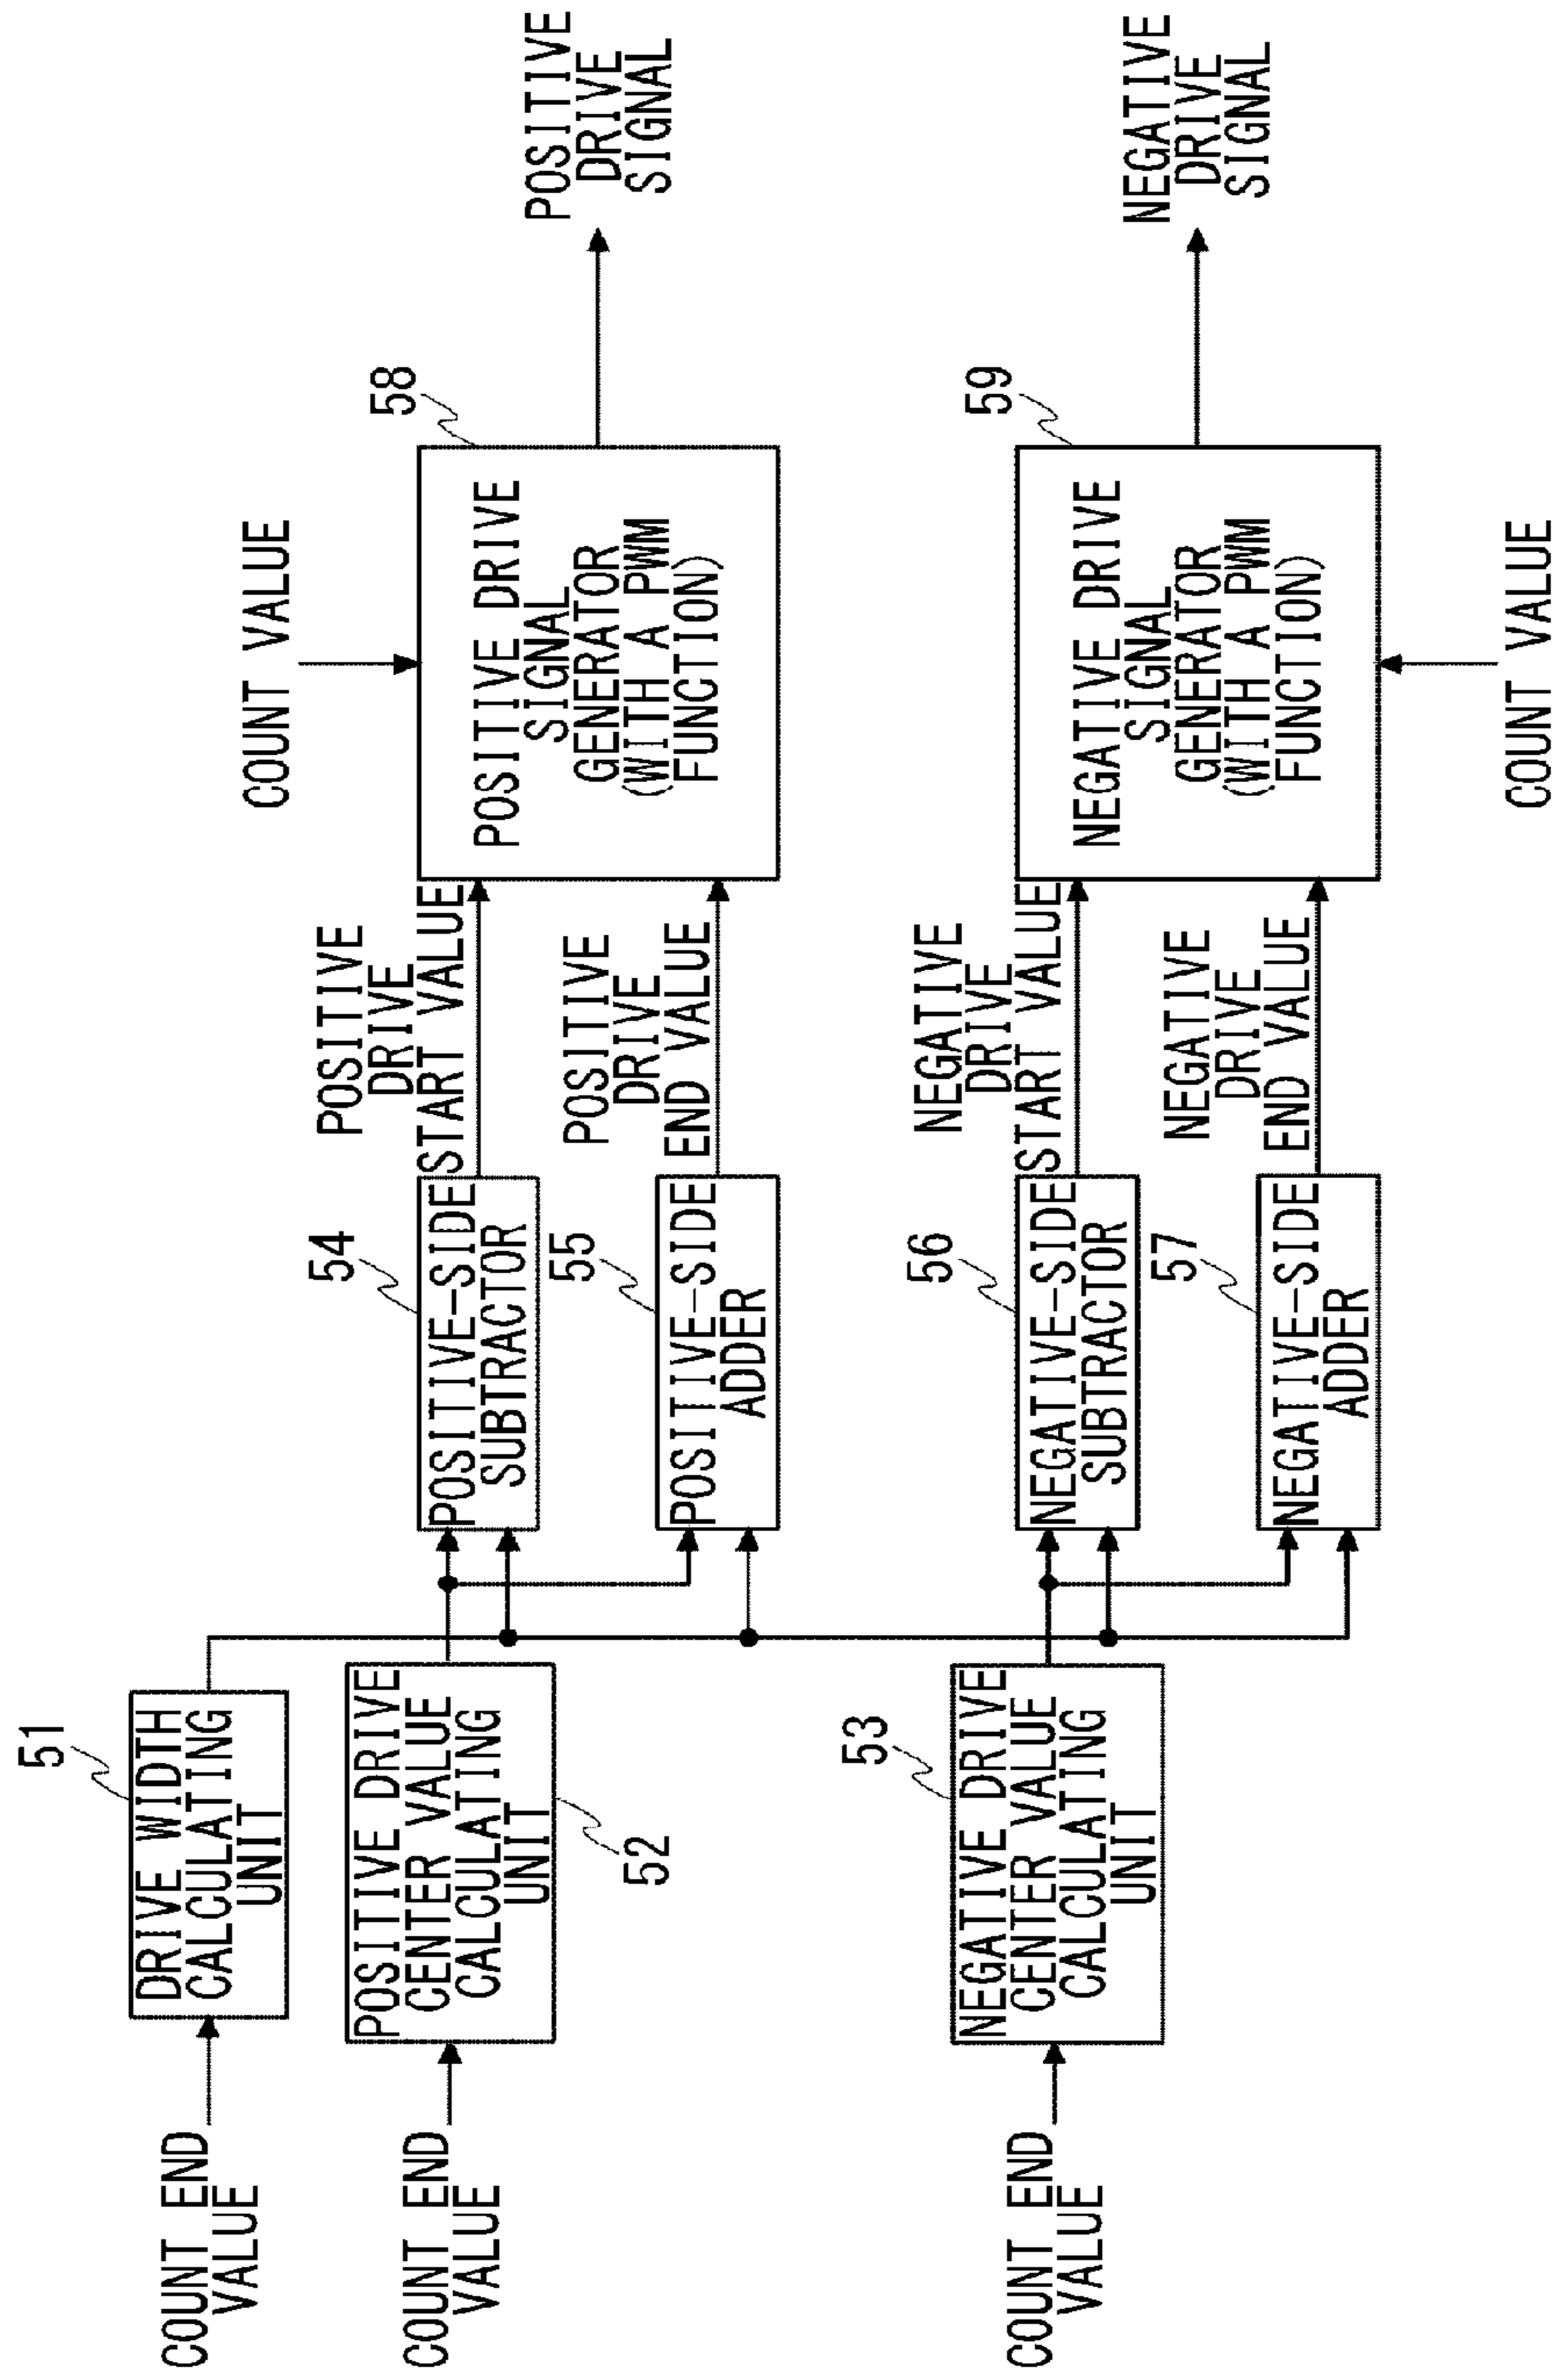 COUNT END
VALUE
51
DRIVE WIDTH
CALCULATING
UNIT
COUNT END
VALUE
POSITIVE DRIVE
CENTER VALUE
CALCULATING
UNIT
52
COUNT END
VALUE
53
NEGATIVE DRIVE
CENTER VALUE
CALCULATING
UNIT
54
POSITIVE-SIDE
SUBTRACTOR
55
POSITIVE-SIDE
ADDER
56
NEGATIVE-SIDE
SUBTRACTOR
57
NEGATIVE-SIDE
ADDER
POSITIVE
DRIVE
START VALUE
POSITIVE
DRIVE
END VALUE
NEGATIVE
DRIVE
START VALUE
NEGATIVE
DRIVE
END VALUE
COUNT VALUE
58
POSITIVE DRIVE
SIGNAL
GENERATOR
(WITH A PWM
FUNCTION)
59
NEGATIVE DRIVE
SIGNAL
GENERATOR
(WITH A PWM
FUNCTION)
COUNT VALUE
POSITIVE
DRIVE
SIGNAL
NEGATIVE
DRIVE
SIGNAL